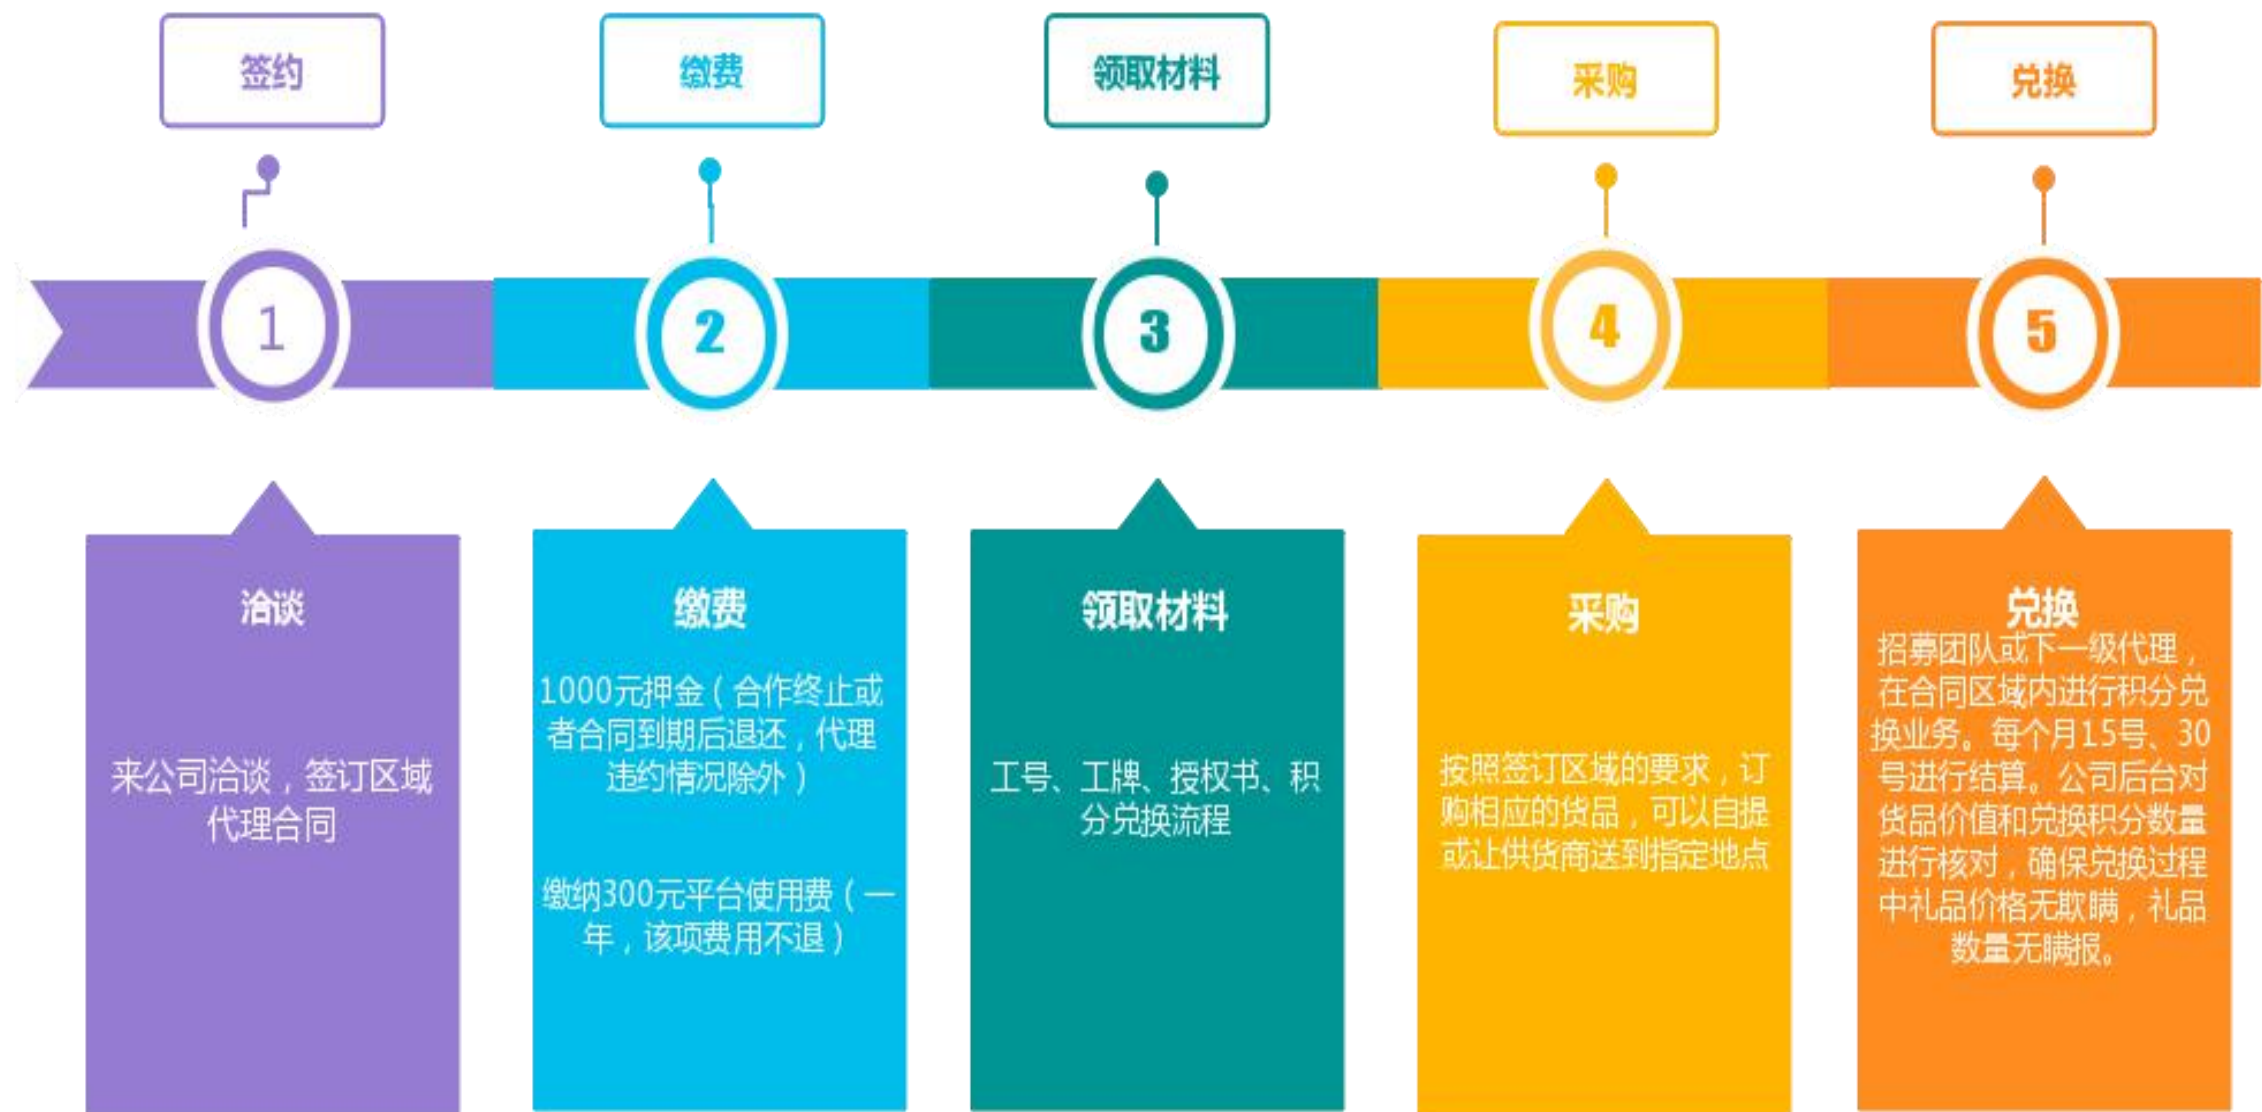 签约
缴费
领取材料
采购
兑换
1
2
3
4
5
洽谈
来公司洽谈，签订区域
代理合同
缴费
1000元押金（合作终止或
者合同到期后退还，代理
违约情况除外）
缴纳300元平台使用费（一
年，该项费用不退）
领取材料
工号、工牌、授权书、积
分兑换流程
采购
按照签订区域的要求，订
购相应的货品，可以自提
或让供货商送到指定地点
兑换
招募团队或下一级代理，
在合同区域内进行积分兑
换业务。每个月15号、30
号进行结算。公司后台对
货品价值和兑换积分数量
进行核对，确保兑换过程
中礼品价格无欺瞒，礼品
数量无瞒报。